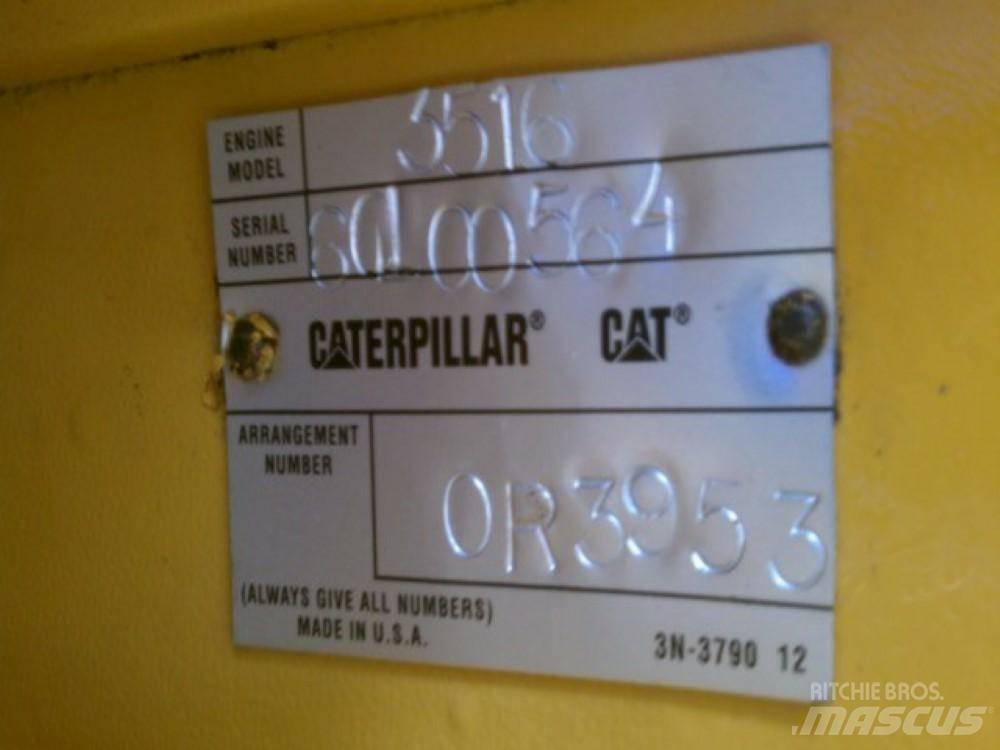 ENGINE MODEL 3516
SERIAL NUMBER GQL00564
CATERPILLAR® CAT®
ARRANGEMENT NUMBER 0R3953
(ALWAYS GIVE ALL NUMBERS)
MADE IN U.S.A.
3N-3790 12
RITCHIE BROS.
MASCUS